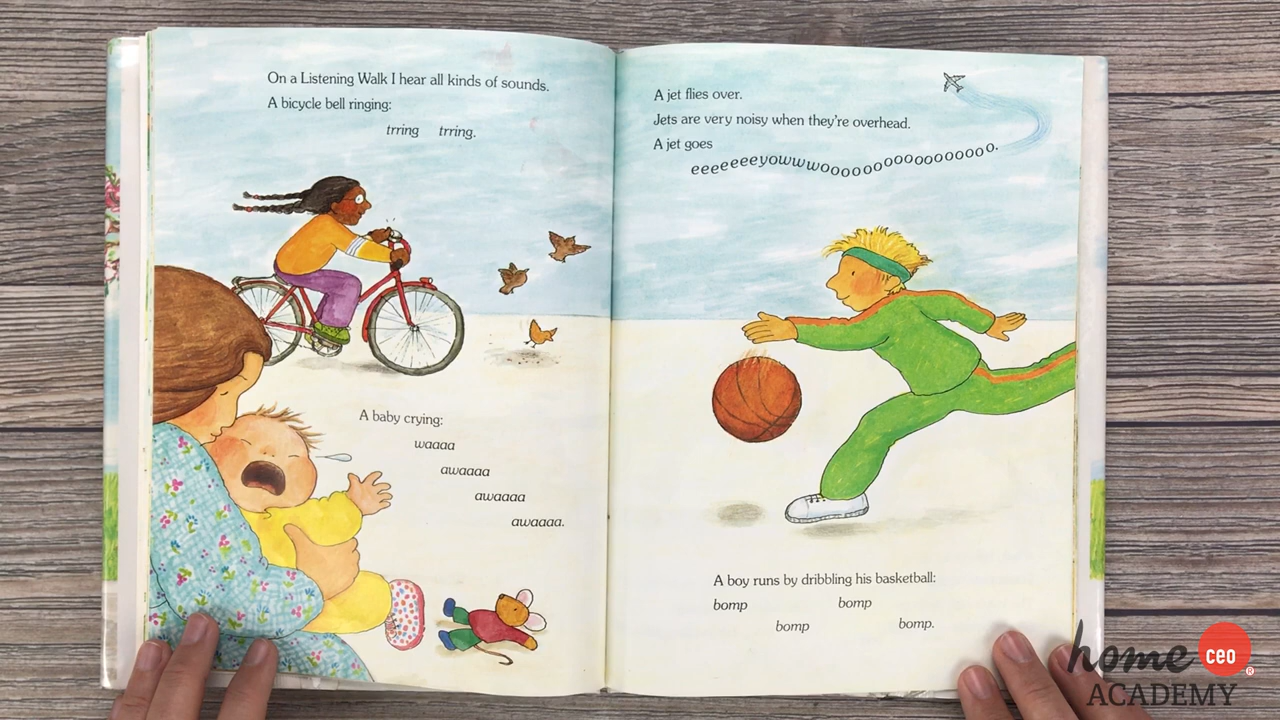 On a Listening Walk I hear all kinds of sounds.
A bicycle bell ringing:
trring trring.
A baby crying:
waaaa
awaaaa
awaaaa
awaaaa.
A jet flies over.
Jets are very noisy when they're overhead.
A jet goes
eeeeeeeyowwwoooooooooooooooooo.
A boy runs by dribbling his basketball:
bomp bomp
bomp bomp.
home ceo ®
ACADEMY